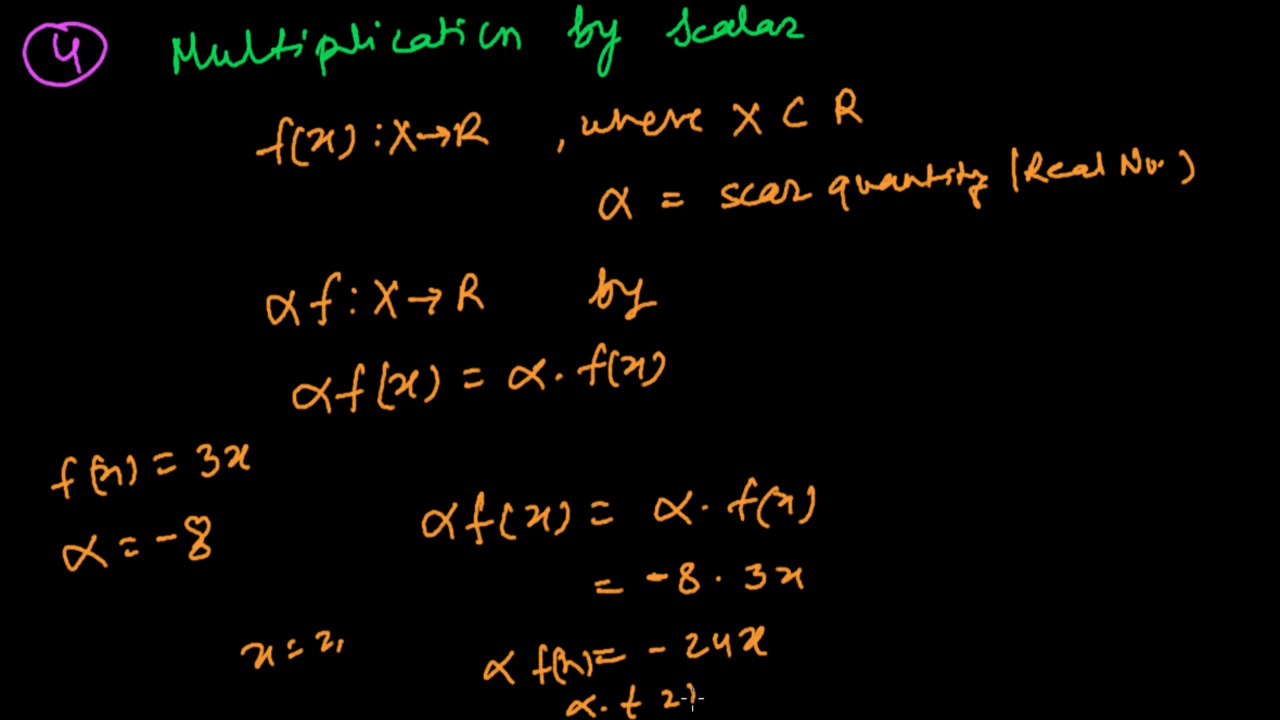 4 Multiplication by Scalar
f(x) : X→R , where X ⊂ R
α = scar quantity (Real No.)
αf : X→R by
αf(x) = α. f(x)
f(x) = 3x
α = -8
αf(x) = α. f(x)
= -8 . 3x
x = 2,
α f(x) = -24x
α. f 2)